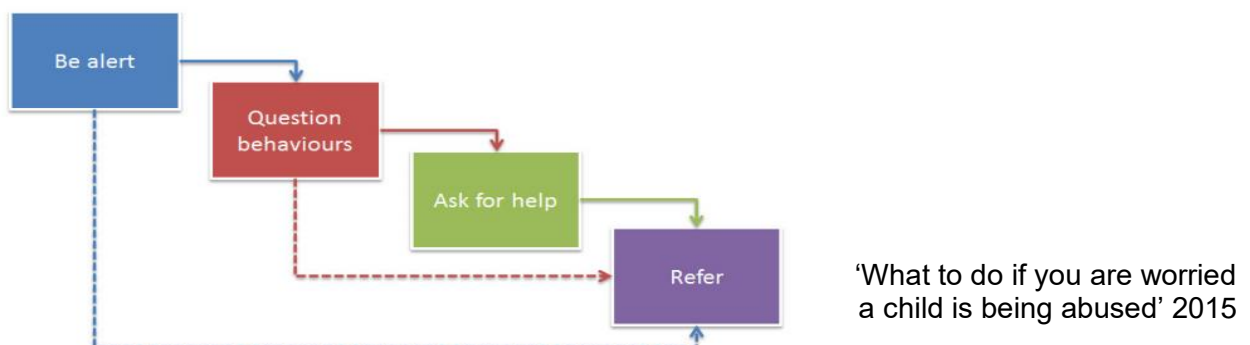 Be alert
Question
behaviours
Ask for help
Refer
‘What to do if you are worried
a child is being abused’ 2015